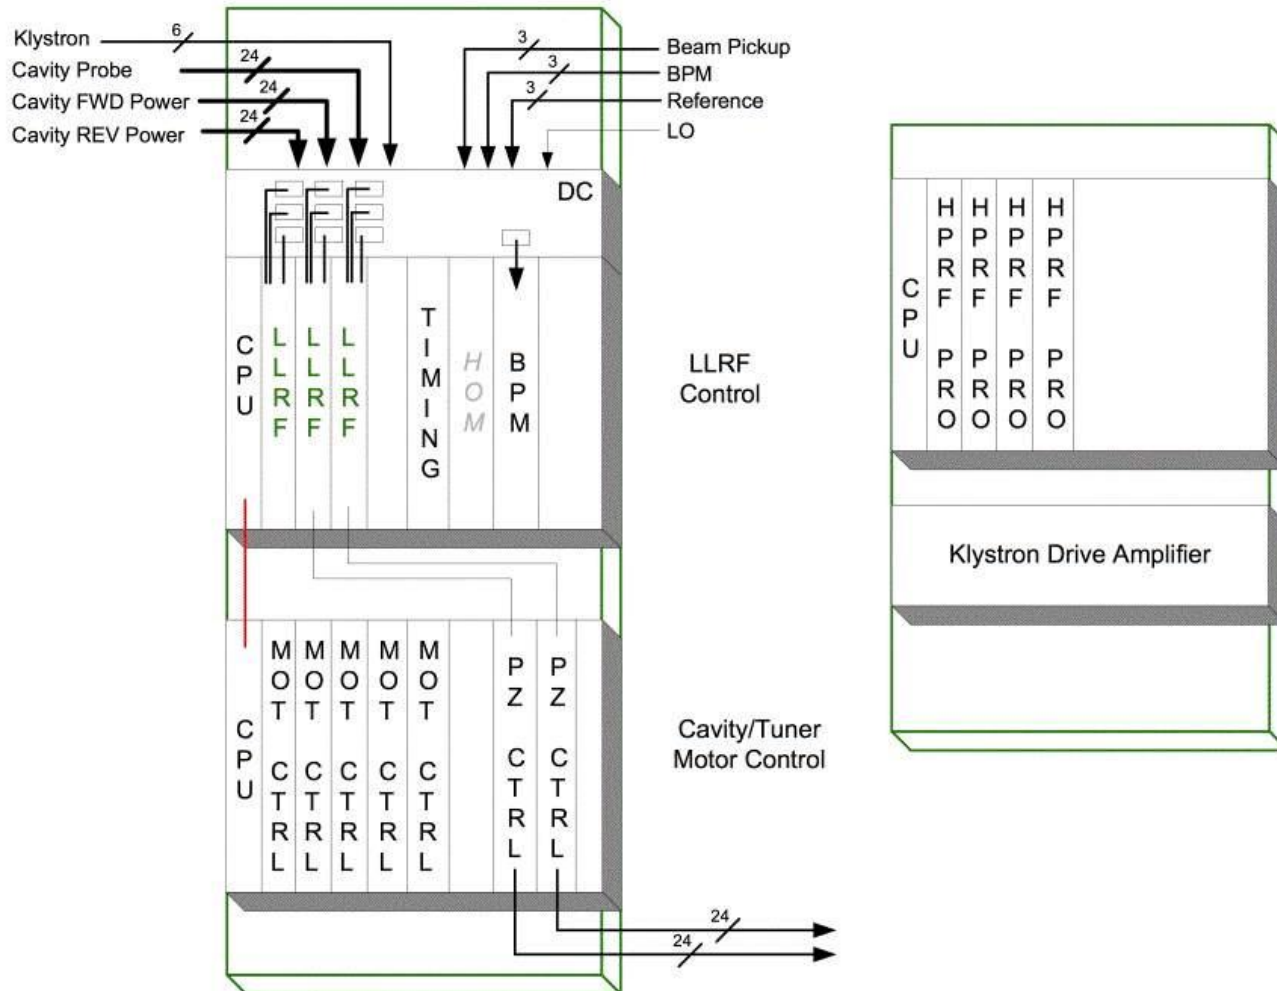 Klystron
6
Cavity Probe
24
Cavity FWD Power
24
Cavity REV Power
24
3
Beam Pickup
3
BPM
3
Reference
LO
DC
CPU
LLRF
LLRF
LLRF
TIMING
HOM
BPM
LLRF
Control
CPU
MOT CTRL
MOT CTRL
MOT CTRL
MOT CTRL
MOT CTRL
PZ CTRL
PZ CTRL
Cavity/Tuner
Motor Control
24
24
CPU
HPRF PRO
HPRF PRO
HPRF PRO
HPRF PRO
Klystron Drive Amplifier